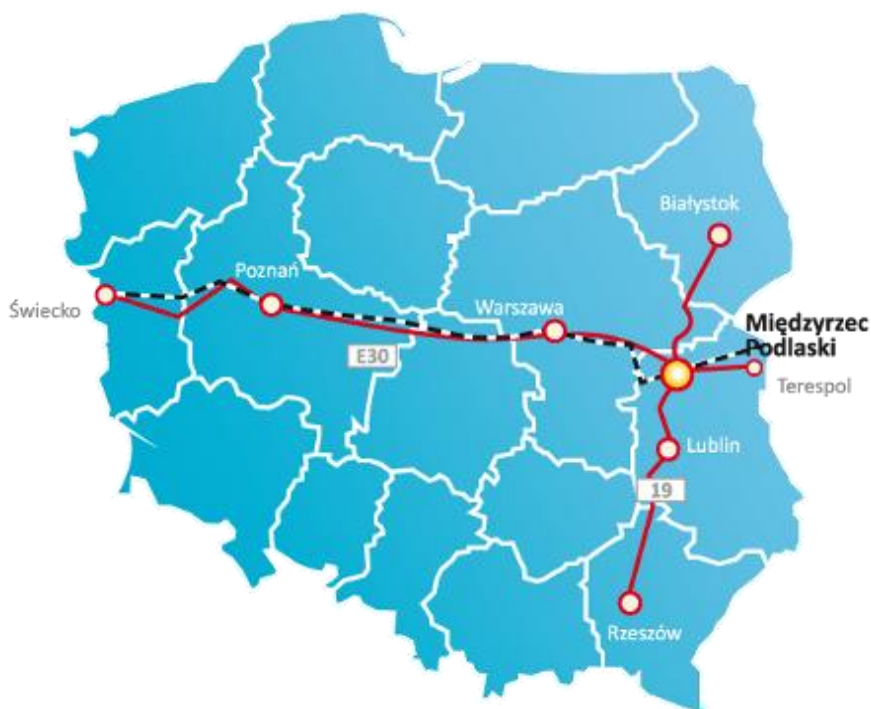 Białystok
Poznań
Świecko
Warszawa
Międzyrzec
Podlaski
E30
Terespol
Lublin
19
Rzeszów